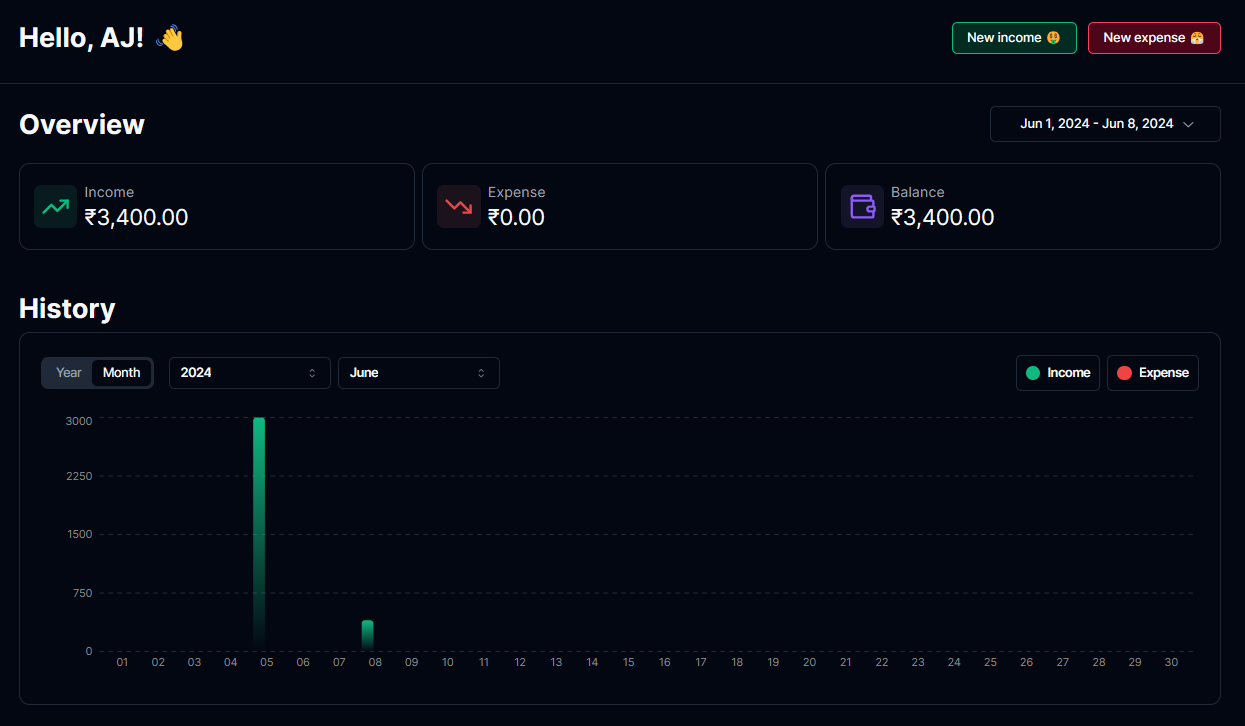 Hello, AJ! 👋
New income 🤑 New expense 😤
Overview
Jun 1, 2024 - Jun 8, 2024
Income
₹3,400.00
Expense
₹0.00
Balance
₹3,400.00
History
Year Month 2024 June Income Expense
3000
2250
1500
750
0
01 02 03 04 05 06 07 08 09 10 11 12 13 14 15 16 17 18 19 20 21 22 23 24 25 26 27 28 29 30